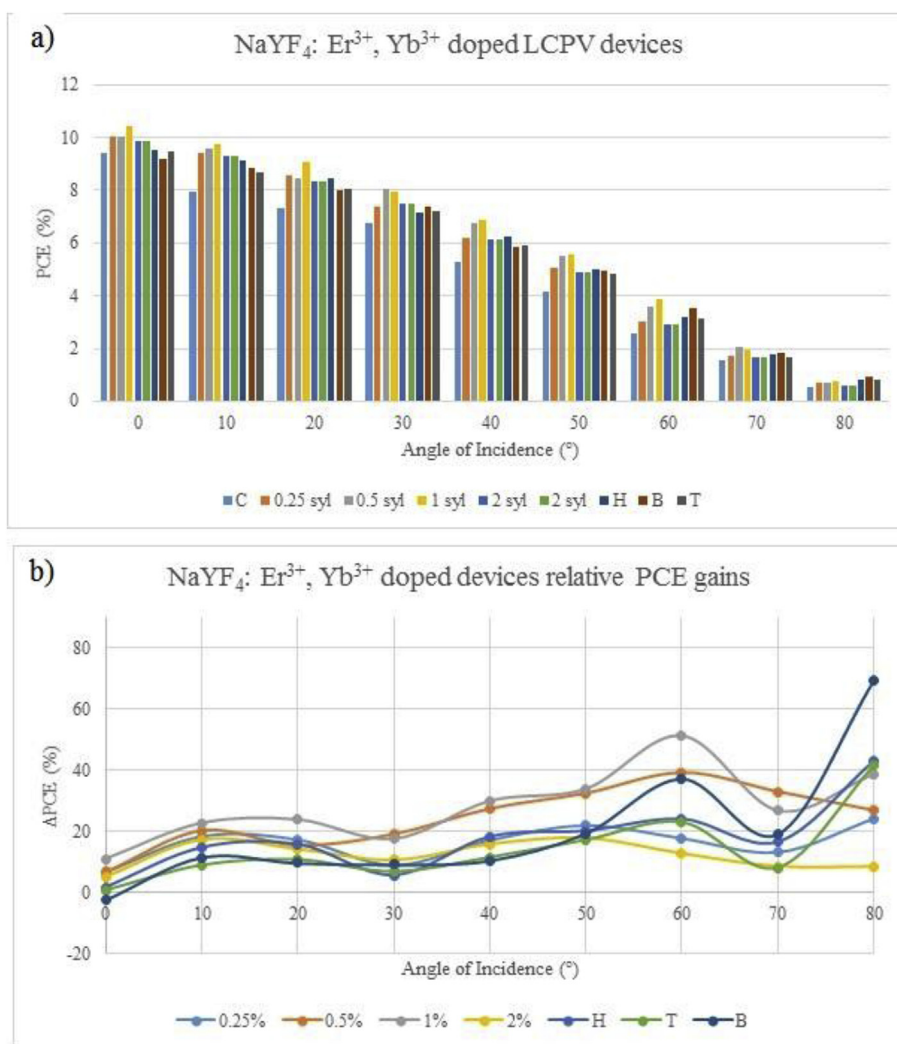 a)
NaYF₄: Er³⁺, Yb³⁺ doped LCPV devices
12
10
8
6
4
2
0
PCE (%)
0 10 20 30 40 50 60 70 80
Angle of Incidence (°)
C 0.25 syl 0.5 syl 1 syl 2 syl 2 syl H B T
b)
NaYF₄: Er³⁺, Yb³⁺ doped devices relative PCE gains
80
60
40
20
0
-20
ΔPCE (%)
0 10 20 30 40 50 60 70 80
Angle of Incidence (°)
0.25% 0.5% 1% 2% H T B